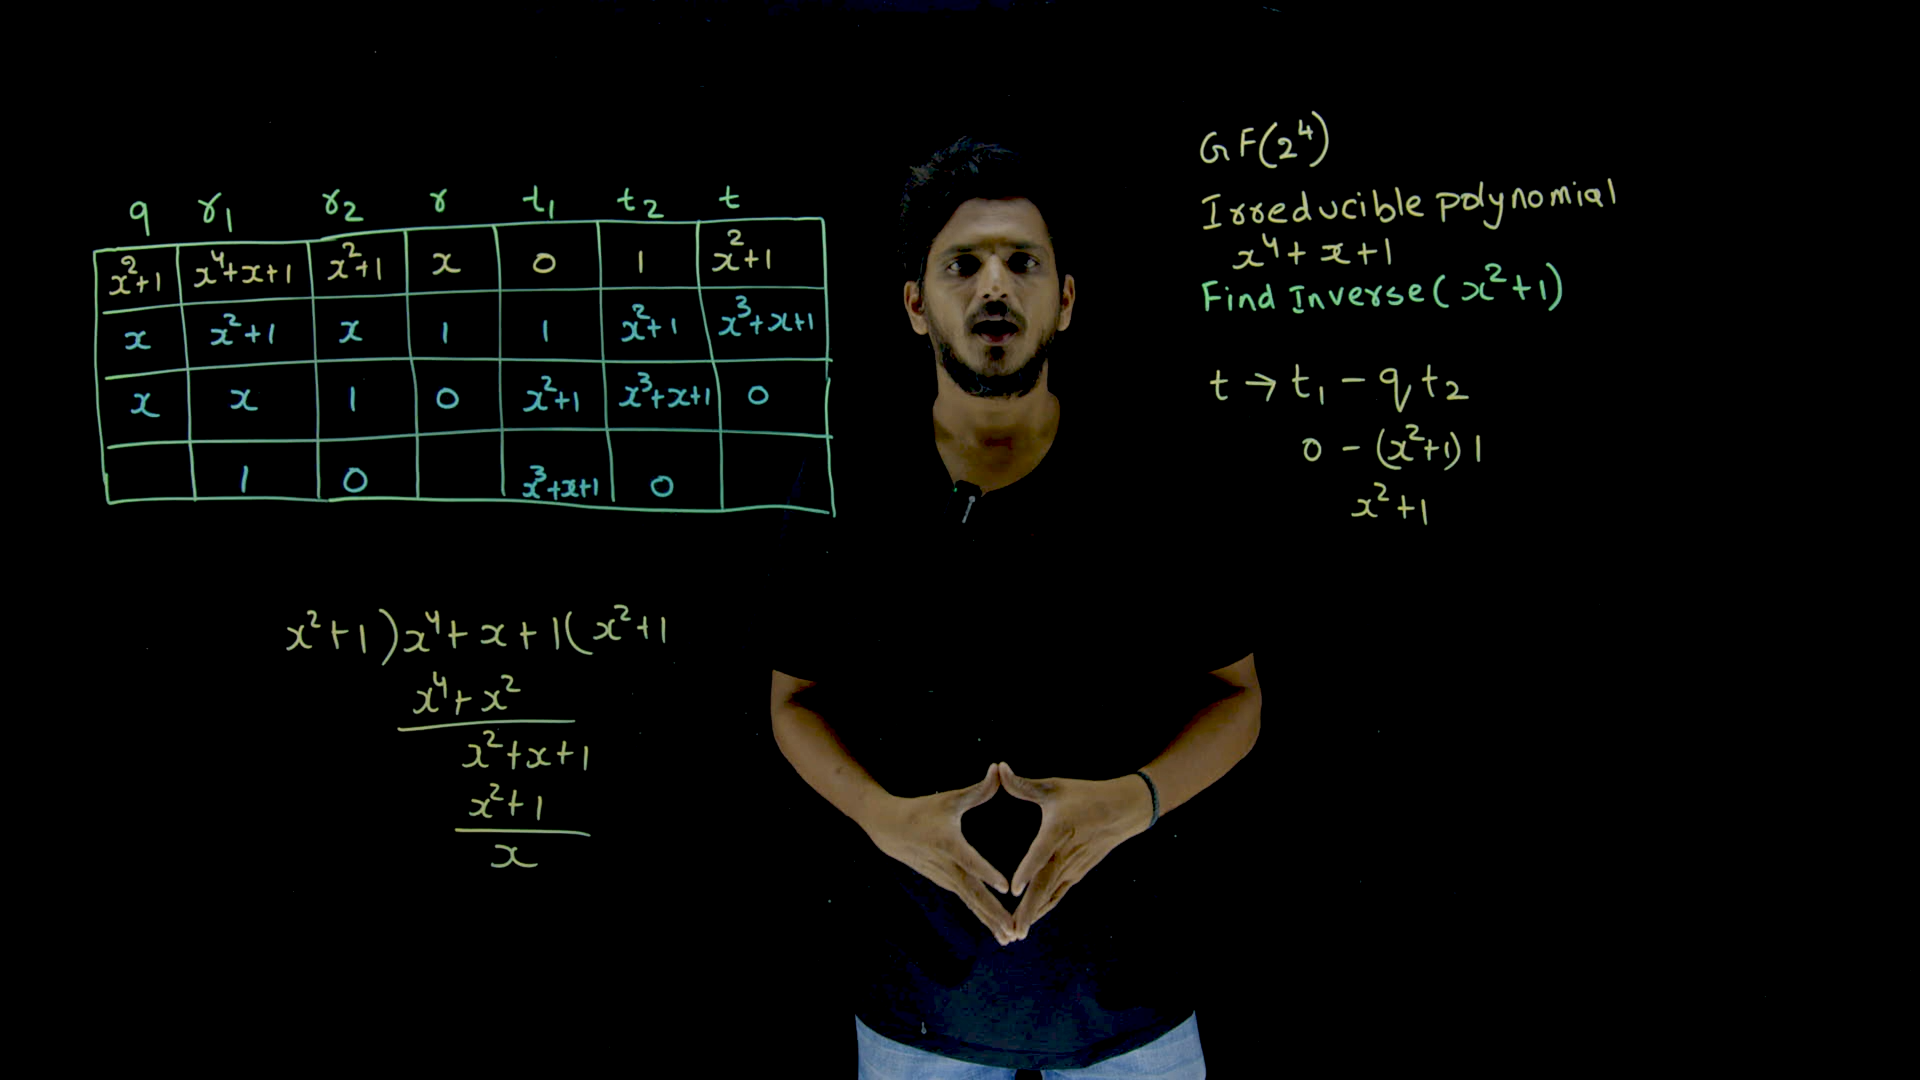 q r1 r2 r t1 t2 t
x²+1 x⁴+x+1 x²+1 x 0 1 x²+1
x x²+1 x 1 1 x²+1 x³+x+1
x x 1 0 x²+1 x³+x+1 0
1 0 x³+x+1 0
x²+1)x⁴+x+1(x²+1
x⁴+x²
x²+x+1
x²+1
x
GF(2⁴)
Irreducible polynomial
x⁴+x+1
Find Inverse(x²+1)
t → t1 - q t2
0 - (x²+1) 1
x²+1